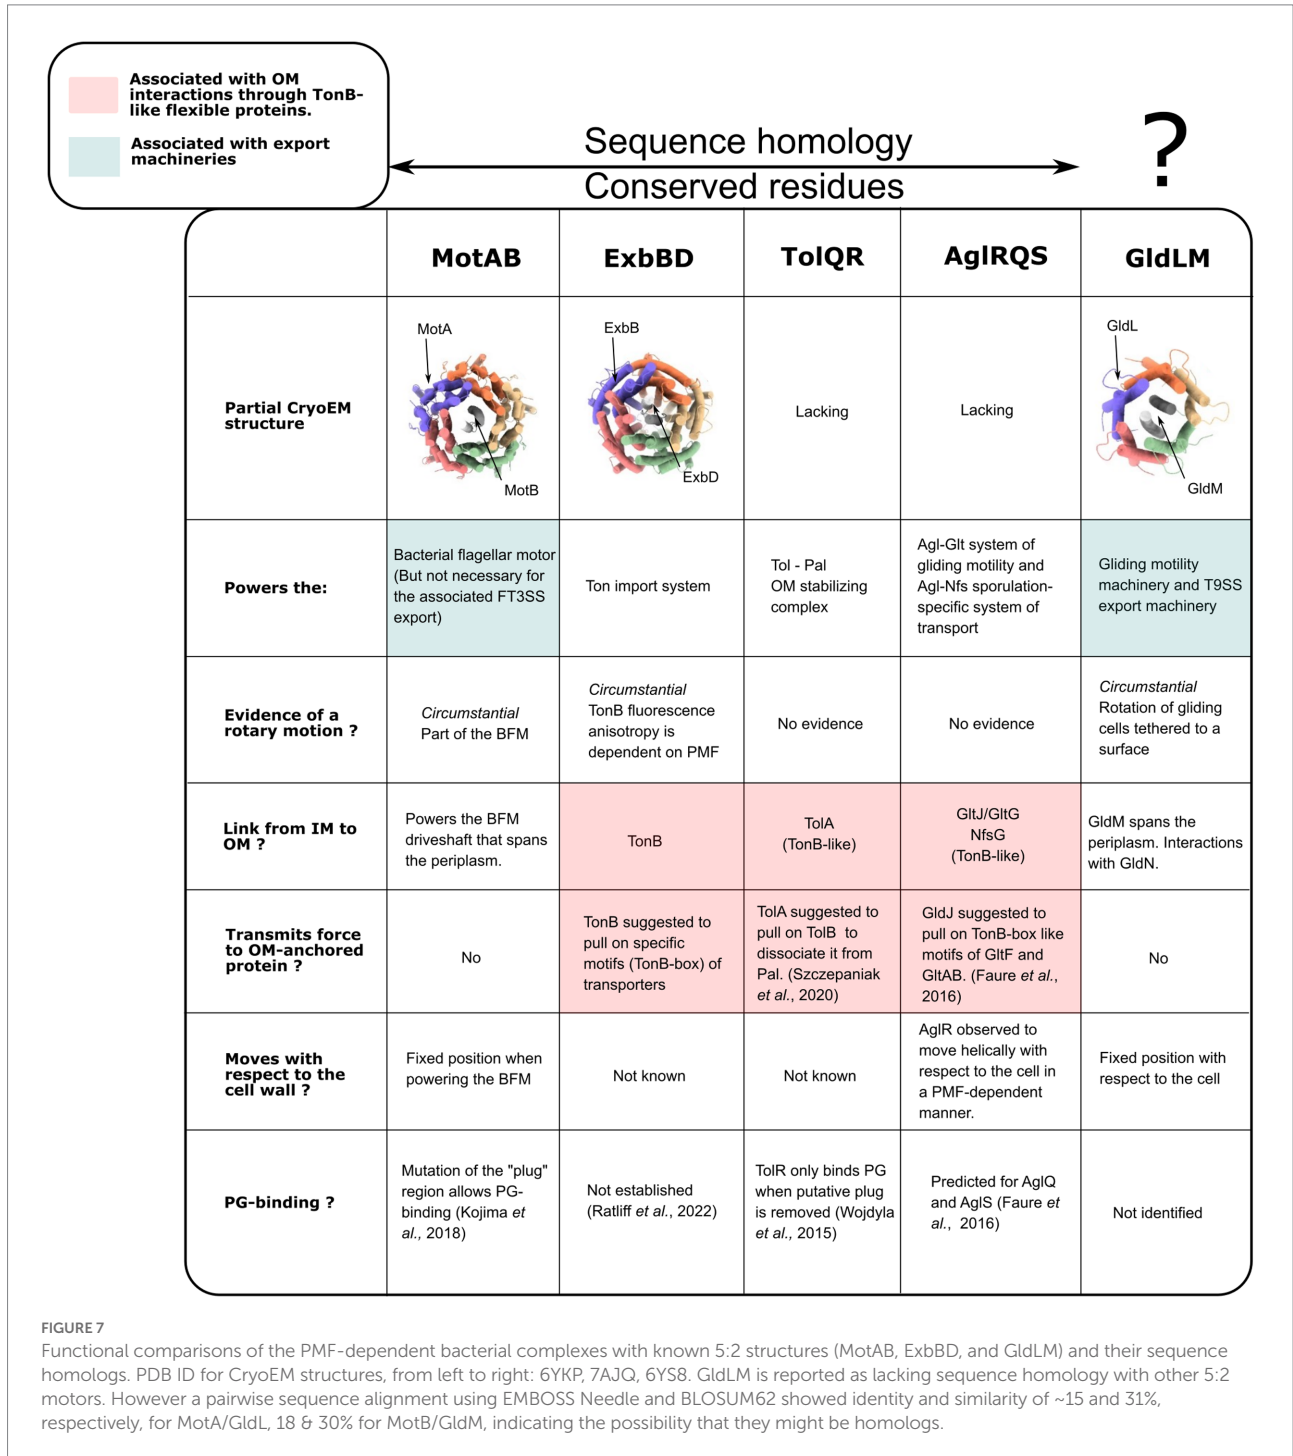 Associated with OM
interactions through TonB-
like flexible proteins.
Associated with export
machineries
Sequence homology
Conserved residues
?
MotAB
ExbBD
TolQR
AglRQS
GldLM
Partial CryoEM
structure
MotA
MotB
ExbB
ExbD
Lacking
Lacking
GldL
GldM
Powers the:
Bacterial flagellar motor
(But not necessary for
the associated FT3SS
export)
Ton import system
Tol - Pal
OM stabilizing
complex
Agl-Glt system of
gliding motility and
Agl-Nfs sporulation-
specific system of
transport
Gliding motility
machinery and T9SS
export machinery
Evidence of a
rotary motion ?
Circumstantial
Part of the BFM
Circumstantial
TonB fluorescence
anisotropy is
dependent on PMF
No evidence
No evidence
Circumstantial
Rotation of gliding
cells tethered to a
surface
Link from IM to
OM ?
Powers the BFM
driveshaft that spans
the periplasm.
TonB
TolA
(TonB-like)
GltJ/GltG
NfsG
(TonB-like)
GldM spans the
periplasm. Interactions
with GldN.
Transmits force
to OM-anchored
protein ?
No
TonB suggested to
pull on specific
motifs (TonB-box) of
transporters
TolA suggested to
pull on TolB to
dissociate it from
Pal. (Szczepaniak
et al., 2020)
GldJ suggested to
pull on TonB-box like
motifs of GltF and
GltAB. (Faure et al.,
2016)
No
Moves with
respect to the
cell wall ?
Fixed position when
powering the BFM
Not known
Not known
AglR observed to
move helically with
respect to the cell in
a PMF-dependent
manner.
Fixed position with
respect to the cell
PG-binding ?
Mutation of the "plug"
region allows PG-
binding (Kojima et
al., 2018)
Not established
(Ratliff et al., 2022)
TolR only binds PG
when putative plug
is removed (Wojdyla
et al., 2015)
Predicted for AglQ
and AglS (Faure et
al., 2016)
Not identified
FIGURE 7
Functional comparisons of the PMF-dependent bacterial complexes with known 5:2 structures (MotAB, ExbBD, and GldLM) and their sequence
homologs. PDB ID for CryoEM structures, from left to right: 6YKP, 7AJQ, 6YS8. GldLM is reported as lacking sequence homology with other 5:2
motors. However a pairwise sequence alignment using EMBOSS Needle and BLOSUM62 showed identity and similarity of ~15 and 31%,
respectively, for MotA/GldL, 18 & 30% for MotB/GldM, indicating the possibility that they might be homologs.